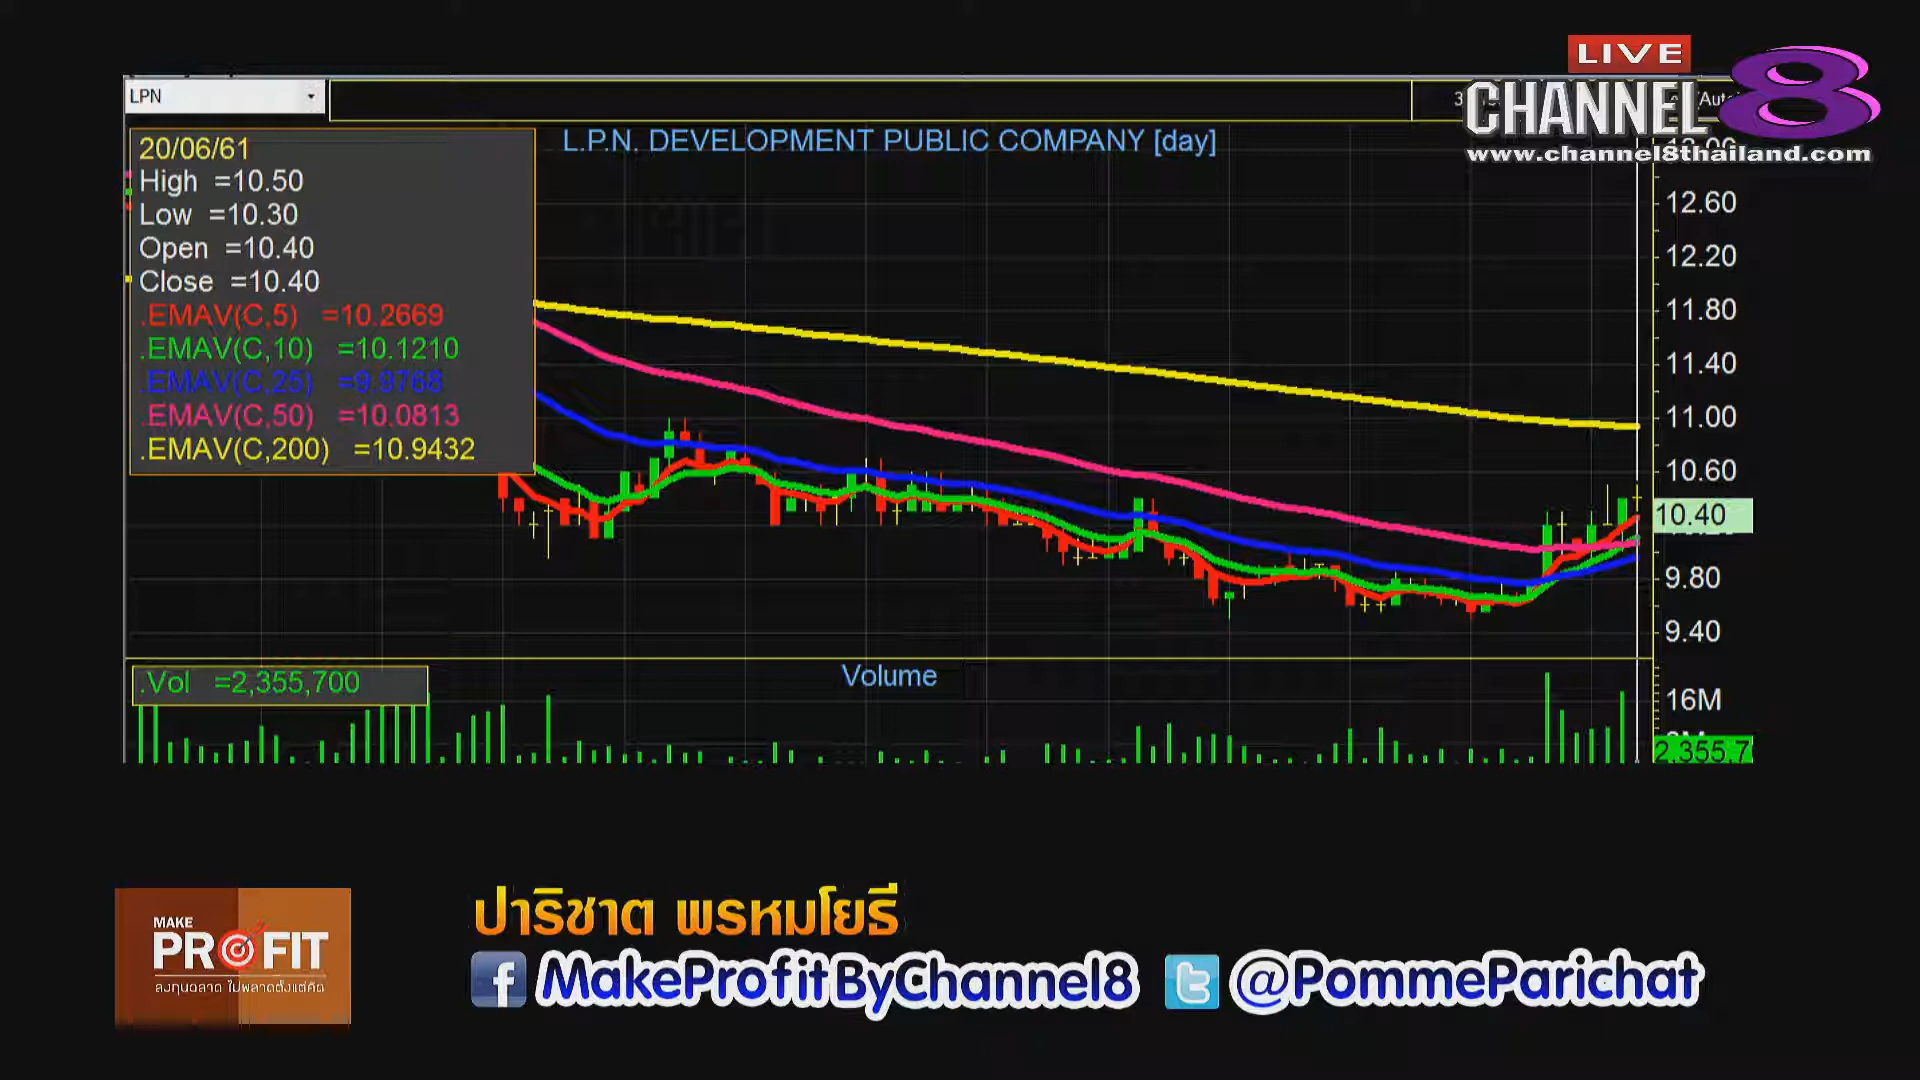 LIVE
CHANNEL 8
www.channel8thailand.com
LPN
L.P.N. DEVELOPMENT PUBLIC COMPANY [day]
20/06/61
High =10.50
Low =10.30
Open =10.40
Close =10.40
.EMAV(C,5) =10.2669
.EMAV(C,10) =10.1210
.EMAV(C,25) =9.9768
.EMAV(C,50) =10.0813
.EMAV(C,200) =10.9432
12.60
12.20
11.80
11.40
11.00
10.60
10.40
9.80
9.40
Volume
.Vol =2,355,700
16M
2,355,7
MAKE
PROFIT
ลงทุนฉลาด ไม่พลาดตั้งแต่คิด
ปาริชาต พรหมโยธี
f MakeProfitByChannel8
t @PommeParichat